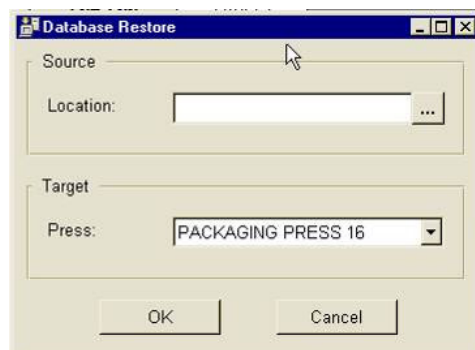 Database Restore
Source
Location:
...
Target
Press:
PACKAGING PRESS 16
OK
Cancel